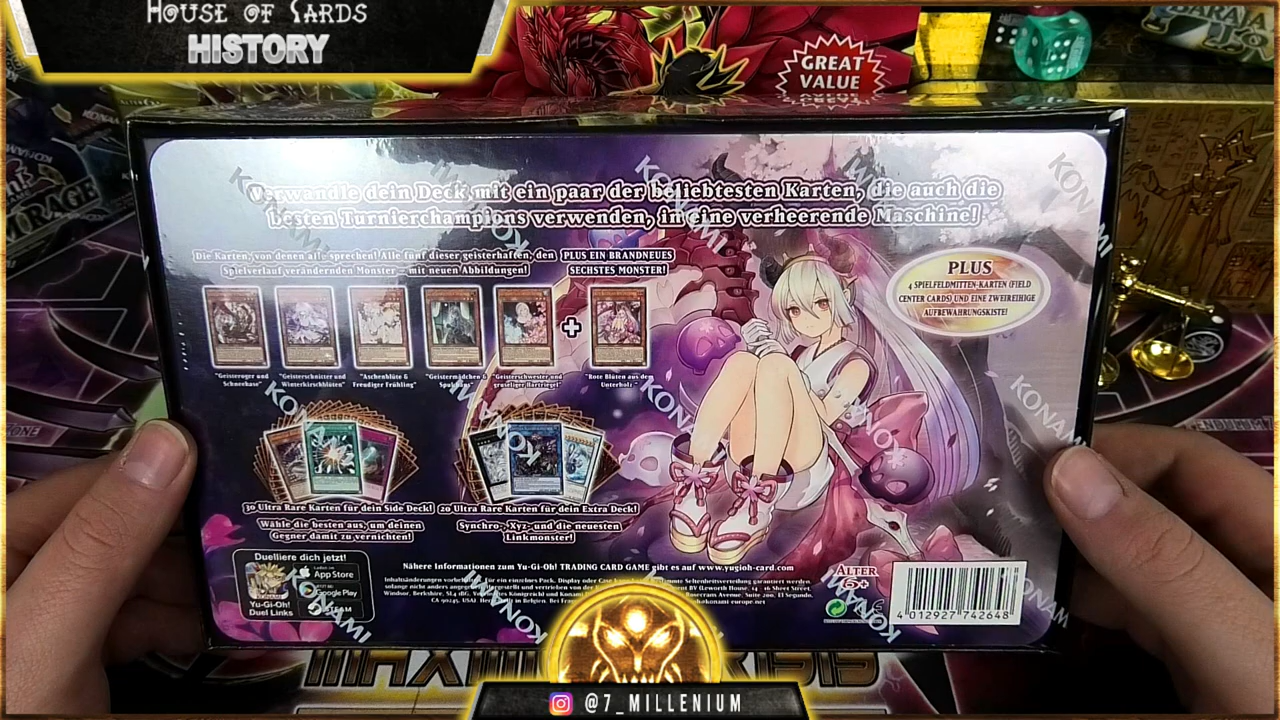 House of Cards
HISTORY
GREAT
VALUE
Verwandle dein Deck mit ein paar der beliebtesten Karten, die auch die
besten Turnierchampions verwenden, in eine verheerende Maschine!
Die Karten, von denen alle sprechen! Alle fünf dieser geisterhaften, den
Spielverlauf verändernden Monster – mit neuen Abbildungen!
PLUS EIN BRANDNEUES
SECHSTES MONSTER!
PLUS
4 SPIELFELDMITTEN-KARTEN (FIELD
CENTER CARDS) UND EINE ZWEIREIHIGE
AUFBEWAHRUNGSKISTE!
"Geisteroger und
Schneehase"
"Geisterschnitter und
Winterkirschblüten"
"Aschenblüte &
Freudiger Frühling"
"Geistermädchen &
Spukhaus"
"Geisterschwester und
gruseliger Hartriegel"
"Rote Blüten aus dem
Unterholz"
30 Ultra Rare Karten für dein Side Deck!
Wähle die besten aus, um deinen
Gegner damit zu vernichten!
20 Ultra Rare Karten für dein Extra Deck!
Synchro-, Xyz- und die neuesten
Linkmonster!
Duelliere dich jetzt!
App Store
Google Play
STEAM
Yu-Gi-Oh!
Duel Links
Nähere Informationen zum Yu-Gi-Oh! TRADING CARD GAME gibt es auf www.yugioh-card.com
ALTER
6+
4 012927 742648
KONAMI
@7_MILLENIUM